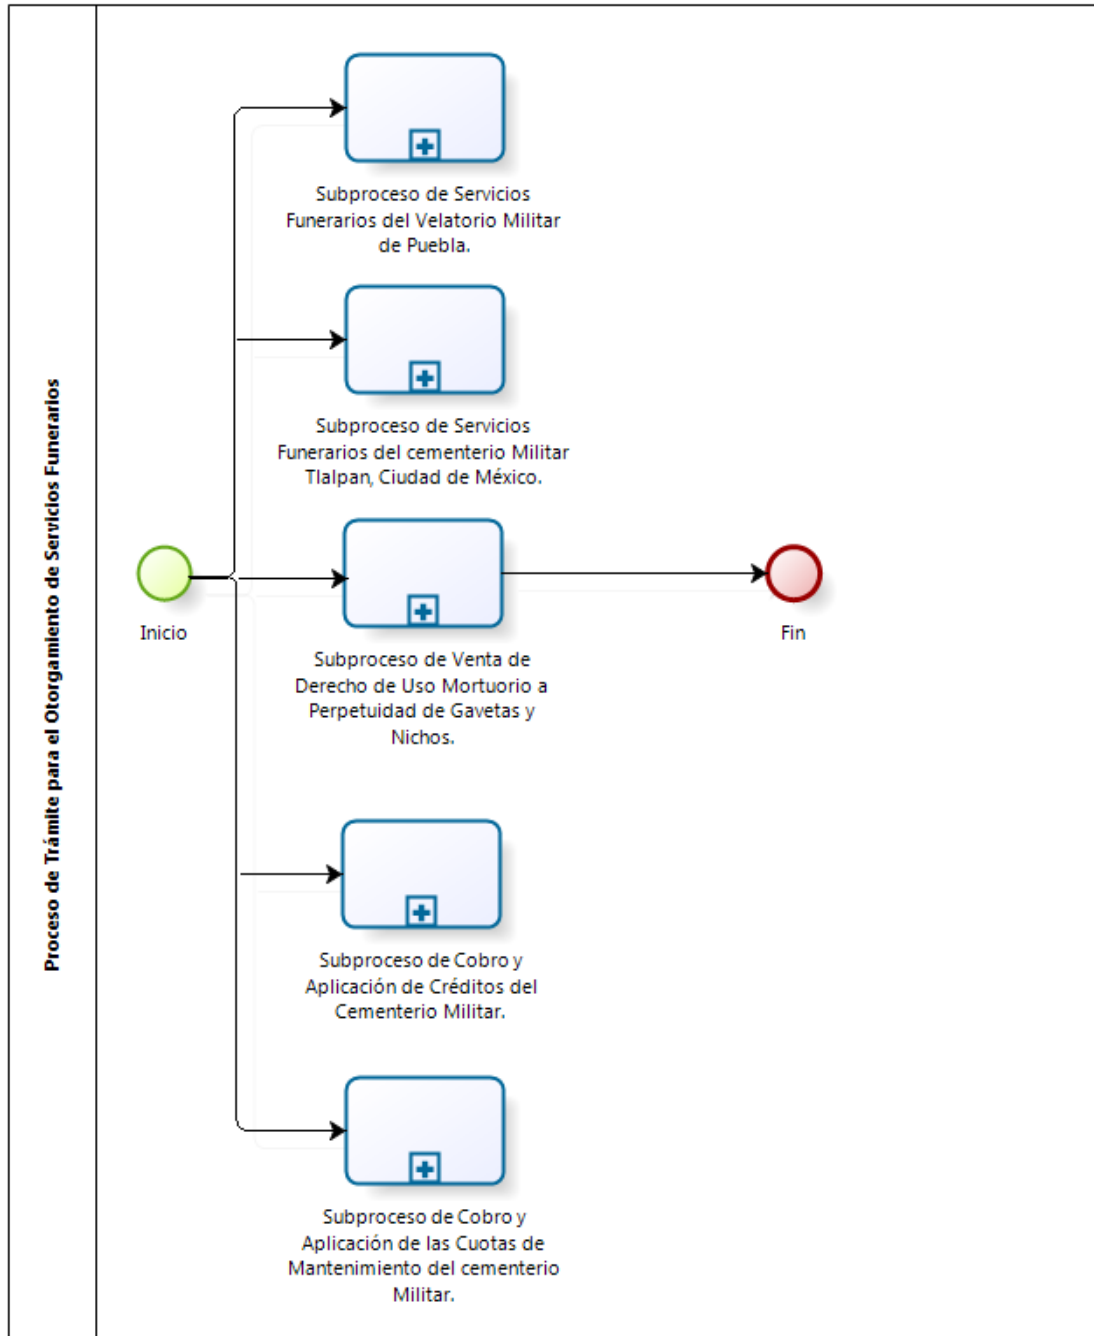 Proceso de Trámite para el Otorgamiento de Servicios Funerarios
Subproceso de Servicios
Funerarios del Velatorio Militar
de Puebla.
Subproceso de Servicios
Funerarios del cementerio Militar
Tlalpan, Ciudad de México.
Inicio
Fin
Subproceso de Venta de
Derecho de Uso Mortuorio a
Perpetuidad de Gavetas y
Nichos.
Subproceso de Cobro y
Aplicación de Créditos del
Cementerio Militar.
Subproceso de Cobro y
Aplicación de las Cuotas de
Mantenimiento del cementerio
Militar.